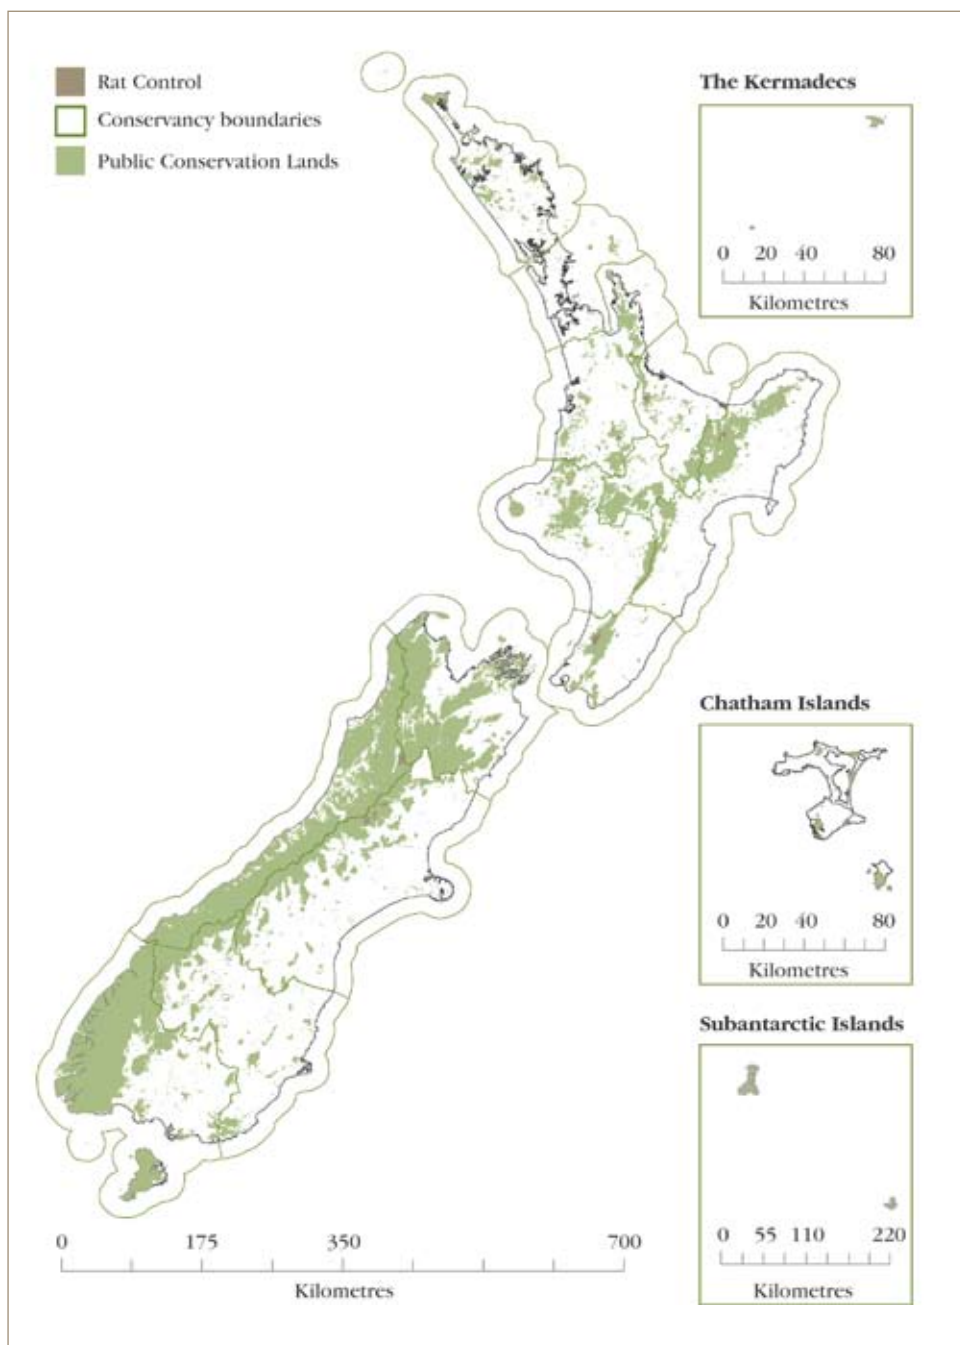 Rat Control
Conservancy boundaries
Public Conservation Lands
The Kermadecs
0 20 40 80
Kilometres
Chatham Islands
0 20 40 80
Kilometres
Subantarctic Islands
0 55 110 220
Kilometres
0 175 350 700
Kilometres